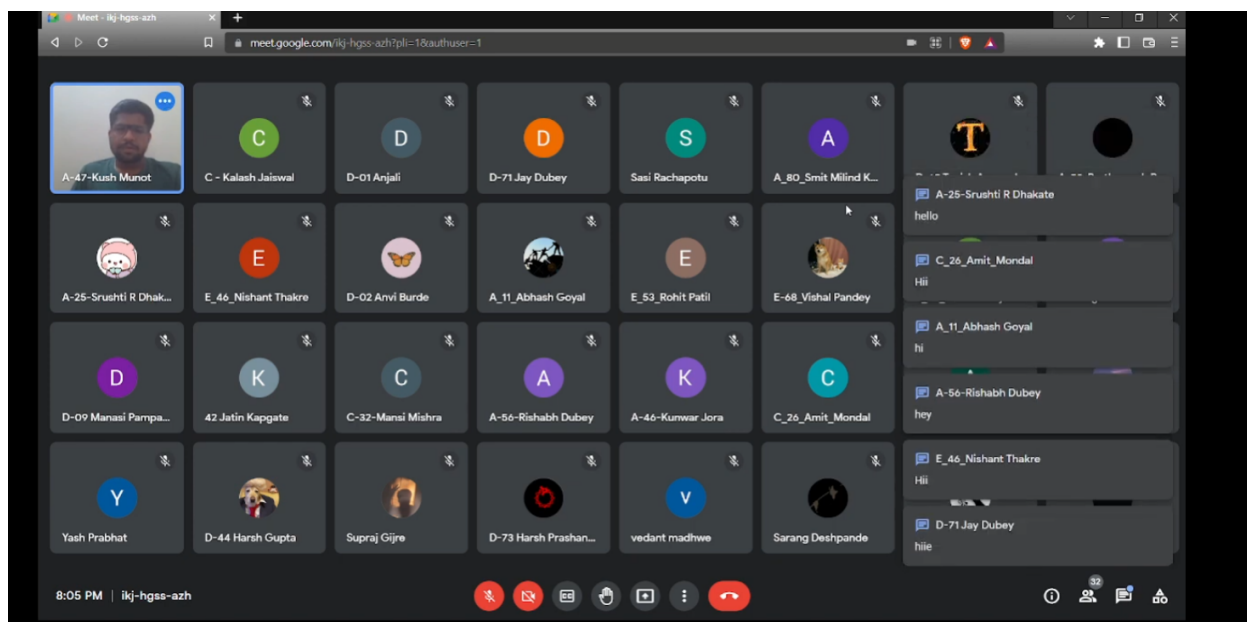 Meet - ikj-hgss-azh
meet.google.com/ikj-hgss-azh?pli=1&authuser=1
C
D
D
S
A
T
A-47-Kush Munot
C - Kalash Jaiswal
D-01 Anjali
D-71 Jay Dubey
Sasi Rachapotu
A_80_Smit Milind K...
A-25-Srushti R Dhakate
hello
E
E
A-25-Srushti R Dhak...
E_46_Nishant Thakre
D-02 Anvi Burde
A_11_Abhash Goyal
E_53_Rohit Patil
E-68_Vishal Pandey
C_26_Amit_Mondal
Hii
A_11_Abhash Goyal
hi
D
K
C
A
K
C
D-09 Manasi Pampa...
42 Jatin Kapgate
C-32-Mansi Mishra
A-56-Rishabh Dubey
A-46-Kunwar Jora
C_26_Amit_Mondal
A-56-Rishabh Dubey
hey
E_46_Nishant Thakre
Hii
Y
V
Yash Prabhat
D-44 Harsh Gupta
Supraj Gijre
D-73 Harsh Prashan...
vedant madhwe
Sarang Deshpande
D-71 Jay Dubey
hiie
8:05 PM | ikj-hgss-azh
32